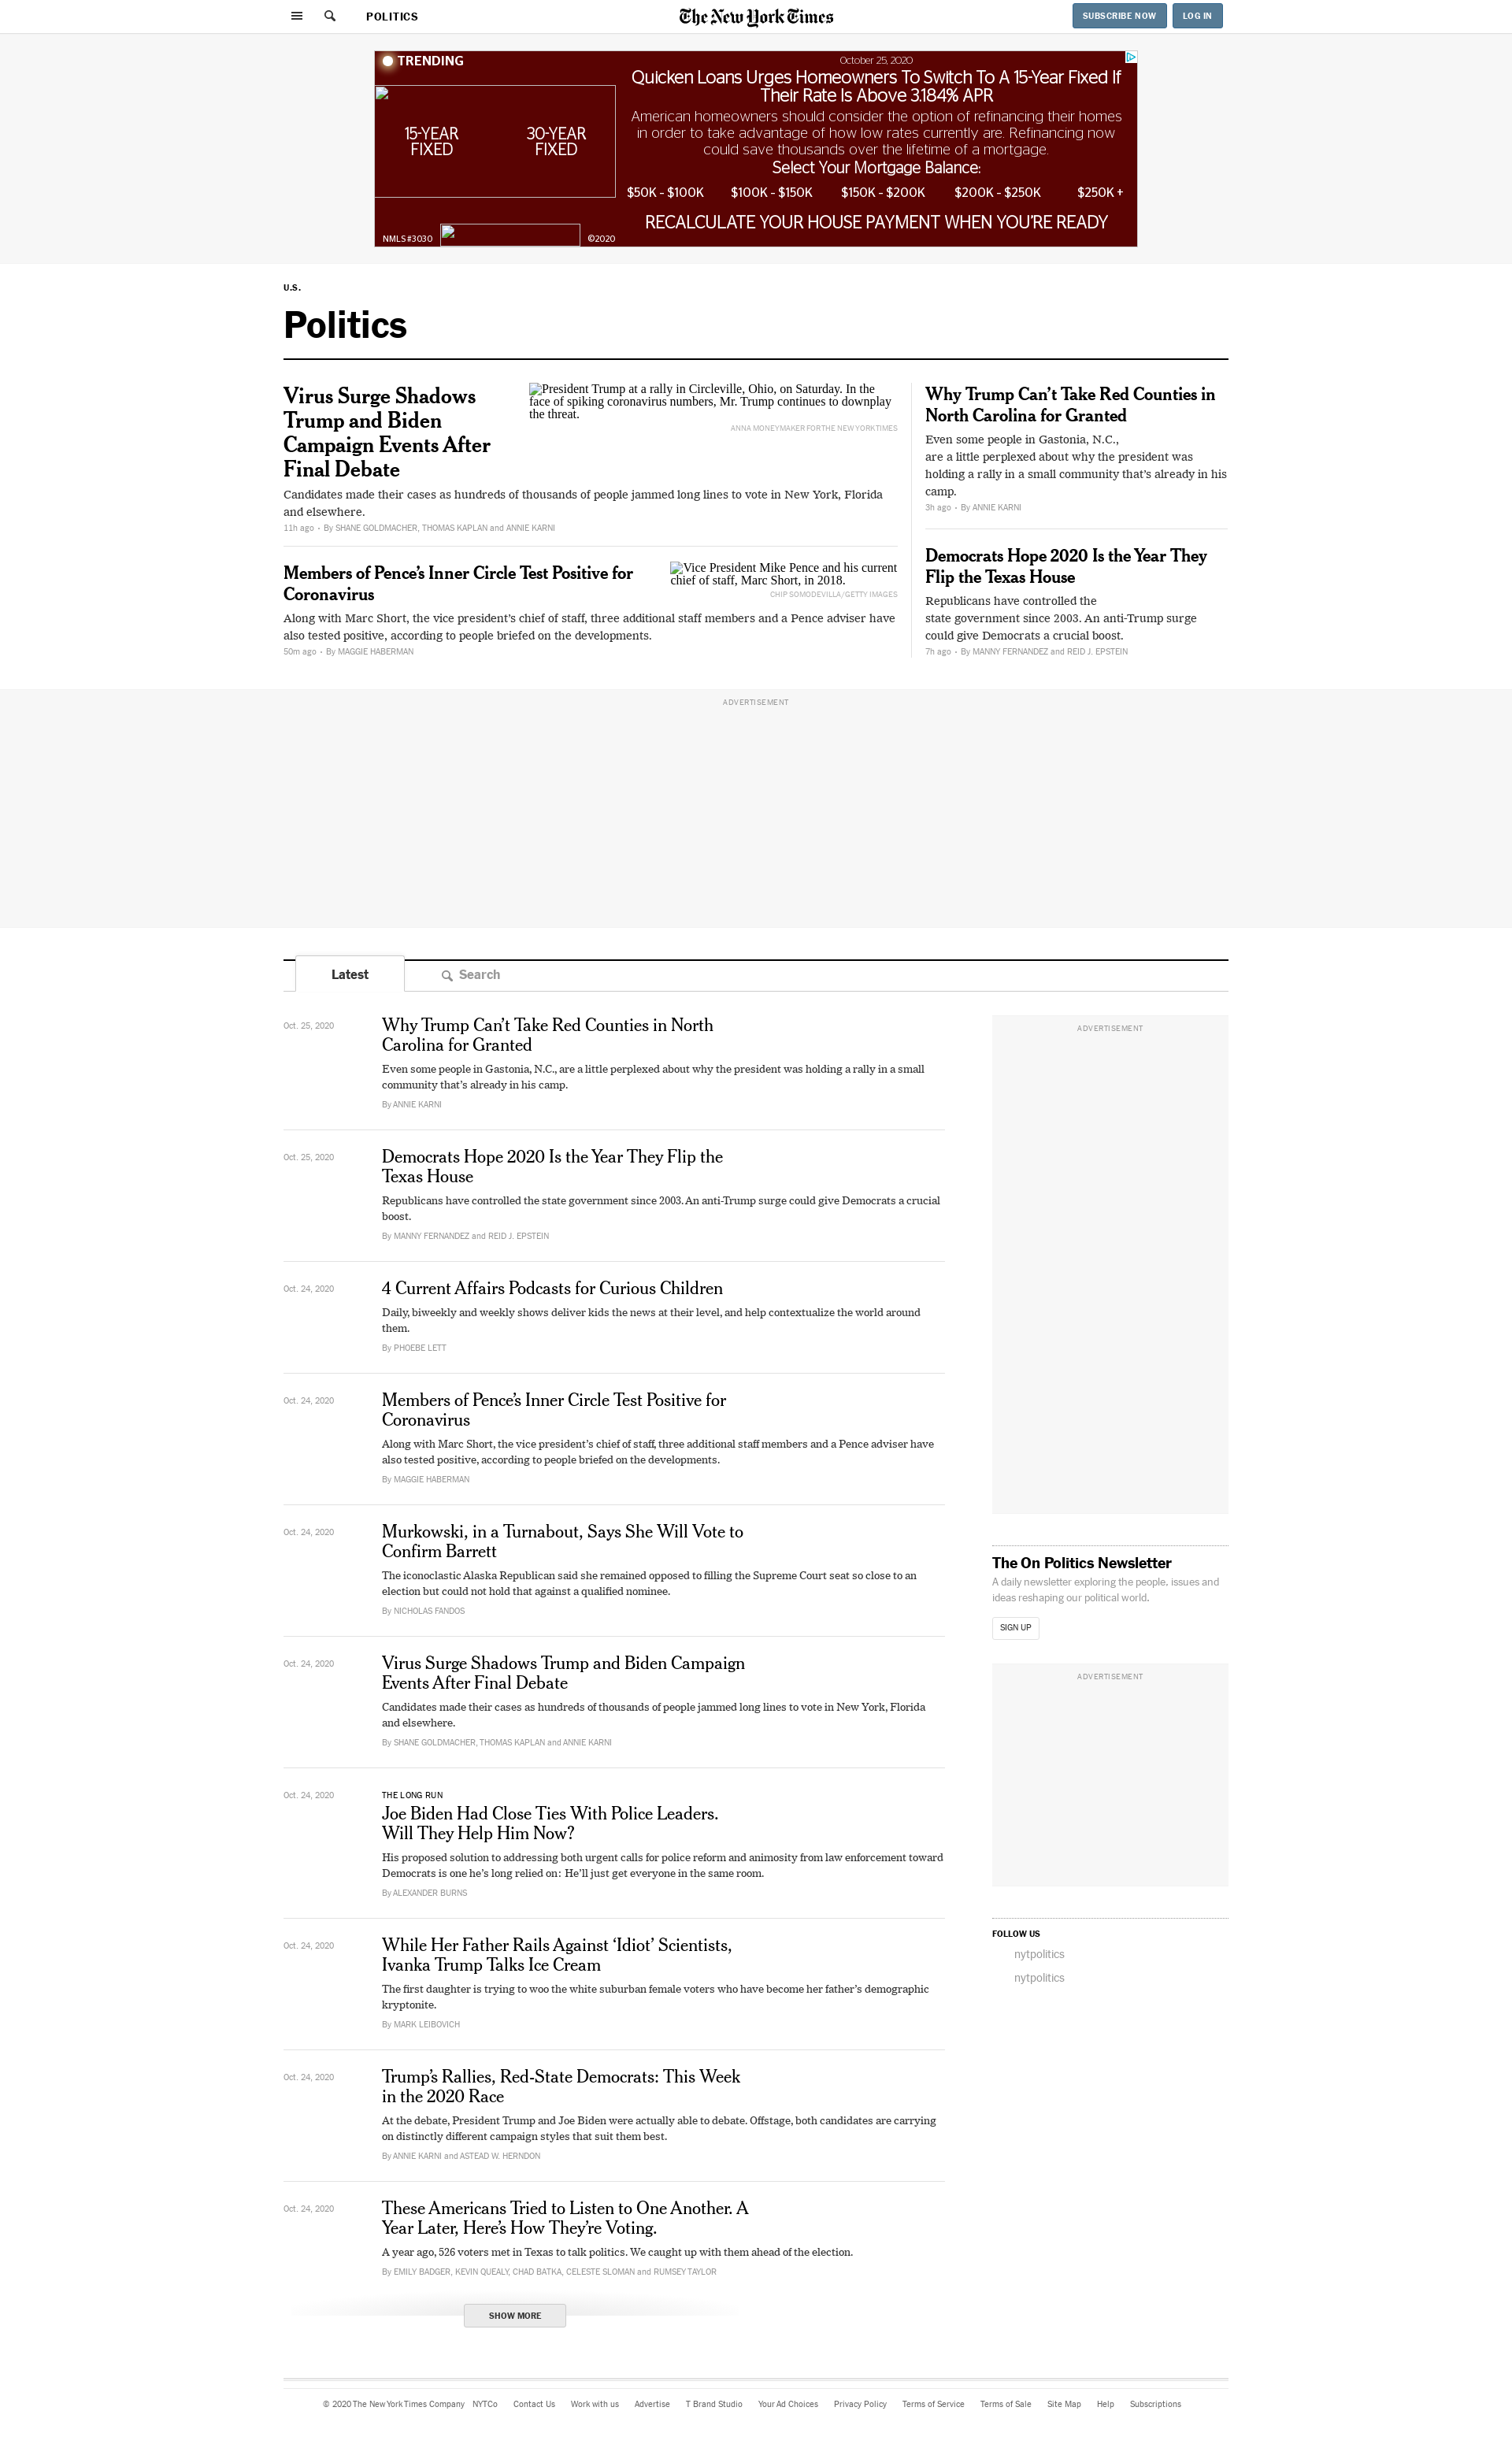 POLITICS
The New York Times
SUBSCRIBE NOW
LOG IN
TRENDING
15-YEAR
FIXED
30-YEAR
FIXED
NMLS#3030
©2020
October 25, 2020
Quicken Loans Urges Homeowners To Switch To A 15-Year Fixed If
Their Rate Is Above 3.184% APR
American homeowners should consider the option of refinancing their homes
in order to take advantage of how low rates currently are. Refinancing now
could save thousands over the lifetime of a mortgage.
Select Your Mortgage Balance:
$50K - $100K $100K - $150K $150K - $200K $200K - $250K $250K +
RECALCULATE YOUR HOUSE PAYMENT WHEN YOU'RE READY
U.S.
Politics
Virus Surge Shadows
Trump and Biden
Campaign Events After
Final Debate
President Trump at a rally in Circleville, Ohio, on Saturday. In the
face of spiking coronavirus numbers, Mr. Trump continues to downplay
the threat.
ANNA MONEYMAKER FOR THE NEW YORK TIMES
Candidates made their cases as hundreds of thousands of people jammed long lines to vote in New York, Florida
and elsewhere.
11h ago • By SHANE GOLDMACHER, THOMAS KAPLAN and ANNIE KARNI
Members of Pence’s Inner Circle Test Positive for
Coronavirus
Vice President Mike Pence and his current
chief of staff, Marc Short, in 2018.
CHIP SOMODEVILLA/GETTY IMAGES
Along with Marc Short, the vice president’s chief of staff, three additional staff members and a Pence adviser have
also tested positive, according to people briefed on the developments.
50m ago • By MAGGIE HABERMAN
Why Trump Can’t Take Red Counties in
North Carolina for Granted
Even some people in Gastonia, N.C.,
are a little perplexed about why the president was
holding a rally in a small community that’s already in his
camp.
3h ago • By ANNIE KARNI
Democrats Hope 2020 Is the Year They
Flip the Texas House
Republicans have controlled the
state government since 2003. An anti-Trump surge
could give Democrats a crucial boost.
7h ago • By MANNY FERNANDEZ and REID J. EPSTEIN
ADVERTISEMENT
Latest
Search
Oct. 25, 2020
Why Trump Can’t Take Red Counties in North
Carolina for Granted
Even some people in Gastonia, N.C., are a little perplexed about why the president was holding a rally in a small
community that’s already in his camp.
By ANNIE KARNI
Oct. 25, 2020
Democrats Hope 2020 Is the Year They Flip the
Texas House
Republicans have controlled the state government since 2003. An anti-Trump surge could give Democrats a crucial
boost.
By MANNY FERNANDEZ and REID J. EPSTEIN
Oct. 24, 2020
4 Current Affairs Podcasts for Curious Children
Daily, biweekly and weekly shows deliver kids the news at their level, and help contextualize the world around
them.
By PHOEBE LETT
Oct. 24, 2020
Members of Pence’s Inner Circle Test Positive for
Coronavirus
Along with Marc Short, the vice president’s chief of staff, three additional staff members and a Pence adviser have
also tested positive, according to people briefed on the developments.
By MAGGIE HABERMAN
Oct. 24, 2020
Murkowski, in a Turnabout, Says She Will Vote to
Confirm Barrett
The iconoclastic Alaska Republican said she remained opposed to filling the Supreme Court seat so close to an
election but could not hold that against a qualified nominee.
By NICHOLAS FANDOS
Oct. 24, 2020
Virus Surge Shadows Trump and Biden Campaign
Events After Final Debate
Candidates made their cases as hundreds of thousands of people jammed long lines to vote in New York, Florida
and elsewhere.
By SHANE GOLDMACHER, THOMAS KAPLAN and ANNIE KARNI
Oct. 24, 2020
THE LONG RUN
Joe Biden Had Close Ties With Police Leaders.
Will They Help Him Now?
His proposed solution to addressing both urgent calls for police reform and animosity from law enforcement toward
Democrats is one he’s long relied on: He’ll just get everyone in the same room.
By ALEXANDER BURNS
Oct. 24, 2020
While Her Father Rails Against ‘Idiot’ Scientists,
Ivanka Trump Talks Ice Cream
The first daughter is trying to woo the white suburban female voters who have become her father’s demographic
kryptonite.
By MARK LEIBOVICH
Oct. 24, 2020
Trump’s Rallies, Red-State Democrats: This Week
in the 2020 Race
At the debate, President Trump and Joe Biden were actually able to debate. Offstage, both candidates are carrying
on distinctly different campaign styles that suit them best.
By ANNIE KARNI and ASTEAD W. HERNDON
Oct. 24, 2020
These Americans Tried to Listen to One Another. A
Year Later, Here’s How They’re Voting.
A year ago, 526 voters met in Texas to talk politics. We caught up with them ahead of the election.
By EMILY BADGER, KEVIN QUEALY, CHAD BATKA, CELESTE SLOMAN and RUMSEY TAYLOR
SHOW MORE
ADVERTISEMENT
The On Politics Newsletter
A daily newsletter exploring the people, issues and
ideas reshaping our political world.
SIGN UP
ADVERTISEMENT
FOLLOW US
nytpolitics
nytpolitics
© 2020 The New York Times Company NYTCo Contact Us Work with us Advertise T Brand Studio Your Ad Choices Privacy Policy Terms of Service Terms of Sale Site Map Help Subscriptions